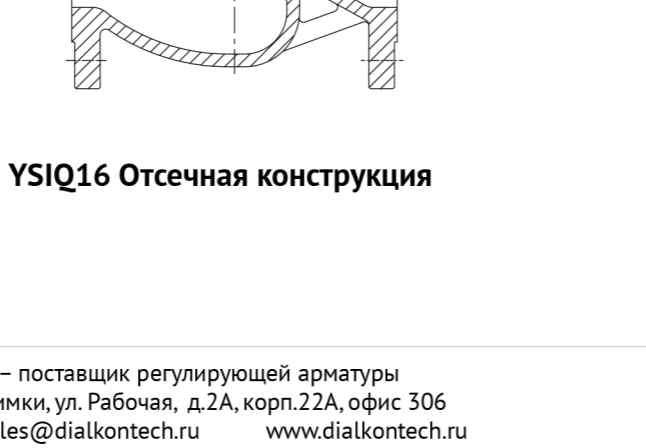 YSIQ16 Отсечная конструкция
– поставщик регулирующей арматуры
ул. Рабочая, д.2А, корп.22А, офис 306
les@dialkontech.ru www.dialkontech.ru